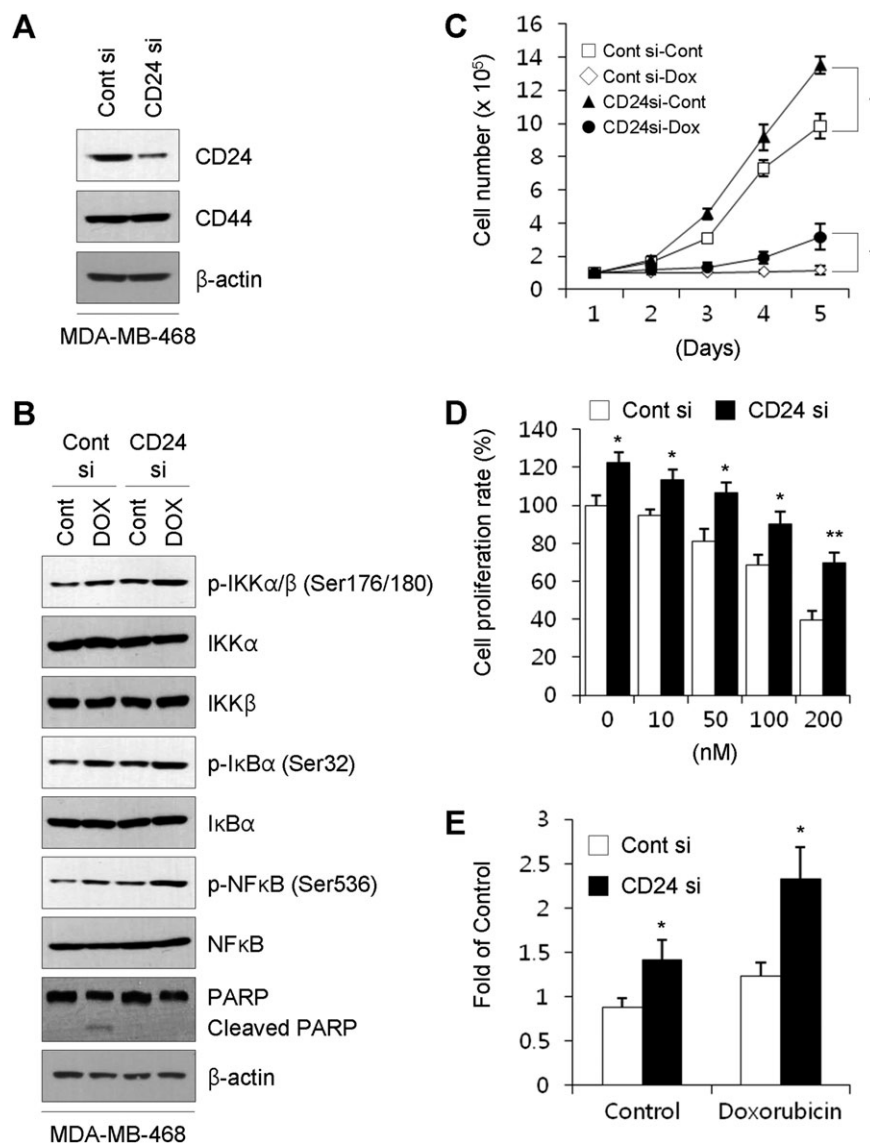 A
Cont si
CD24 si
CD24
CD44
β-actin
MDA-MB-468
B
Cont si
CD24 si
Cont
DOX
Cont
DOX
p-IKKα/β (Ser176/180)
IKKα
IKKβ
p-IκBα (Ser32)
IκBα
p-NFκB (Ser536)
NFκB
PARP
Cleaved PARP
β-actin
MDA-MB-468
C
Cell number (x 10⁵)
16
14
12
10
8
6
4
2
0
Cont si-Cont
Cont si-Dox
CD24si-Cont
CD24si-Dox
1 2 3 4 5
(Days)
D
Cont si CD24 si
Cell proliferation rate (%)
140
120
100
80
60
40
20
0
* * * * **
0 10 50 100 200
(nM)
E
Fold of Control
3
2.5
2
1.5
1
0.5
0
Cont si
CD24 si
* *
Control Doxorubicin